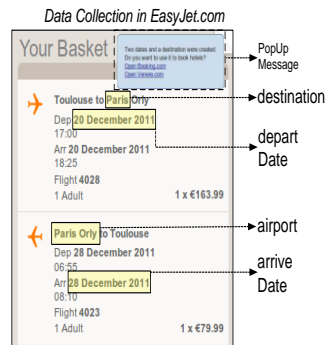 Data Collection in EasyJet.com
Your Basket
Two dates and a destination were created.
Do you want to use it to book hotels?
Open Booking.com
Open Venere.com
PopUp
Message
Toulouse to Paris Orly
destination
Dep 20 December 2011
17:00
depart
Date
Arr 20 December 2011
18:25
Flight 4028
1 Adult 1 x €163.99
Paris Orly to Toulouse
airport
Dep 28 December 2011
06:55
Arr 28 December 2011
08:10
arrive
Date
Flight 4023
1 Adult 1 x €79.99